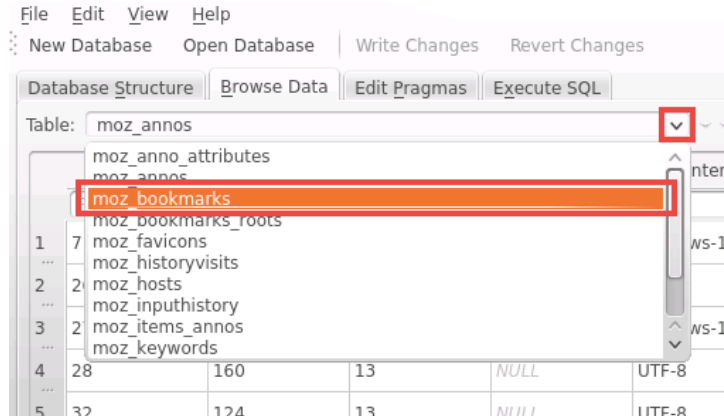 File Edit View Help
New Database Open Database Write Changes Revert Changes
Database Structure Browse Data Edit Pragmas Execute SQL
Table: moz_annos
moz_anno_attributes
moz_annos
moz_bookmarks
moz_bookmarks_roots
moz_favicons
moz_historyvisits
moz_hosts
moz_inputhistory
moz_items_annos
moz_keywords
1 7
2
3
4 28 160 13 NULL UTF-8
5 32 124 13 NULL UTF-8